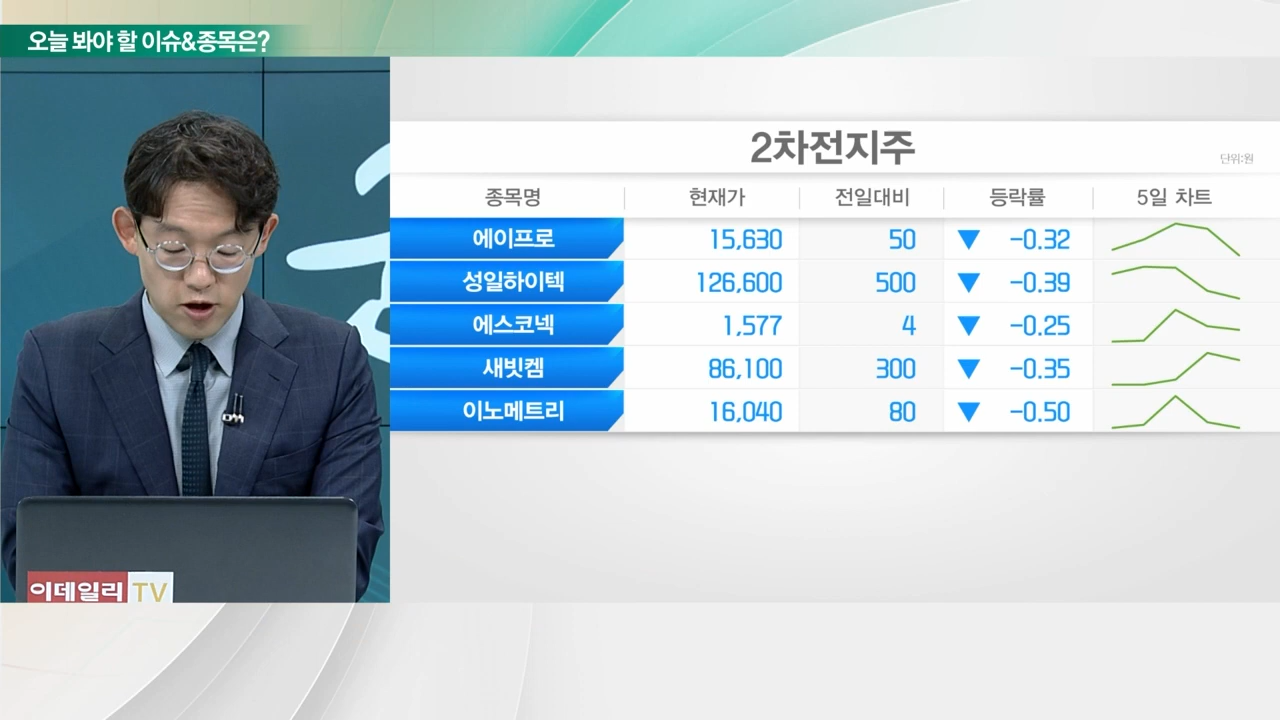 오늘 봐야 할 이슈&종목은?
2차전지주
단위:원
종목명 현재가 전일대비 등락률 5일 차트
에이프로 15,630 50 ▼ -0.32
성일하이텍 126,600 500 ▼ -0.39
에스코넥 1,577 4 ▼ -0.25
새빗켐 86,100 300 ▼ -0.35
이노메트리 16,040 80 ▼ -0.50
이데일리 TV